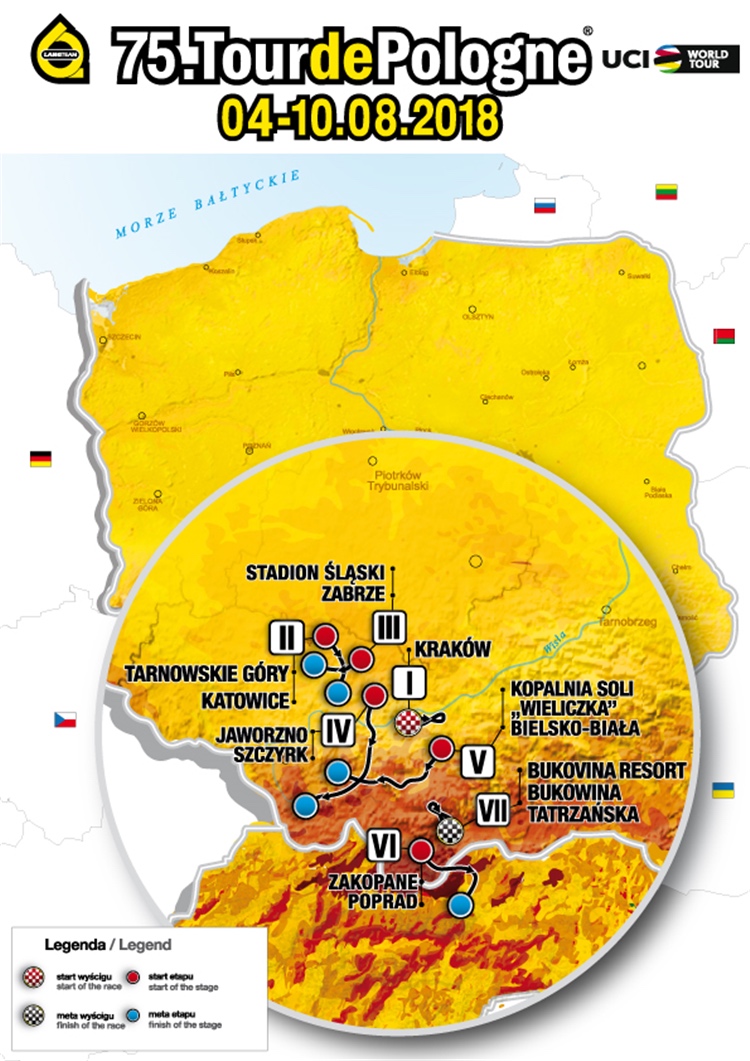 LANG TEAM
75.TourdePologne®
UCI WORLD
TOUR
04-10.08.2018
MORZE BAŁTYCKIE
Słupsk
Koszalin
Elbląg
Suwałki
OLSZTYN
SZCZECIN
Piła
Ostrołęka
Łomża
Ciechanów
GORZÓW
WIELKOPOLSKI
POZNAŃ
Płock
Piotrków
Trybunalski
ZIELONA
GÓRA
Biała
Podlaska
Chełm
STADION ŚLĄSKI
ZABRZE
Tarnobrzeg
II
III
KRAKÓW
Wisła
TARNOWSKIE GÓRY
KATOWICE
I
KOPALNIA SOLI
„WIELICZKA”
BIELSKO-BIAŁA
JAWORZNO
SZCZYRK
IV
V
BUKOVINA RESORT
BUKOWINA
TATRZAŃSKA
VII
VI
ZAKOPANE
POPRAD
Legenda / Legend
start wyścigu
start of the race
start etapu
start of the stage
meta wyścigu
finish of the race
meta etapu
finish of the stage